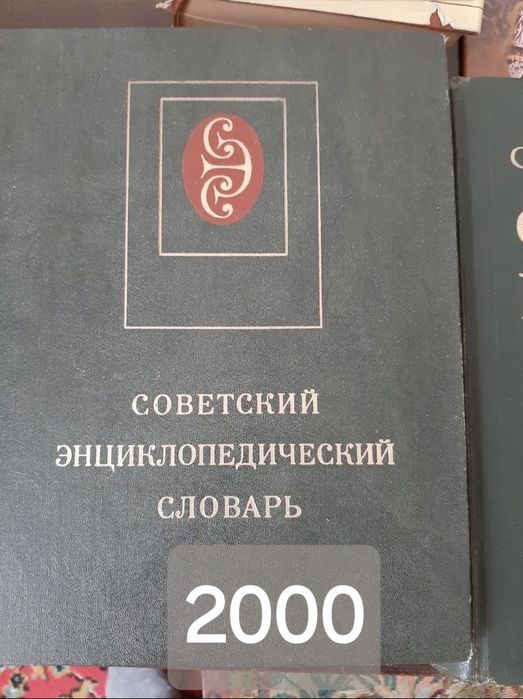 СОВЕТСКИЙ
ЭНЦИКЛОПЕДИЧЕСКИЙ
СЛОВАРЬ
2000